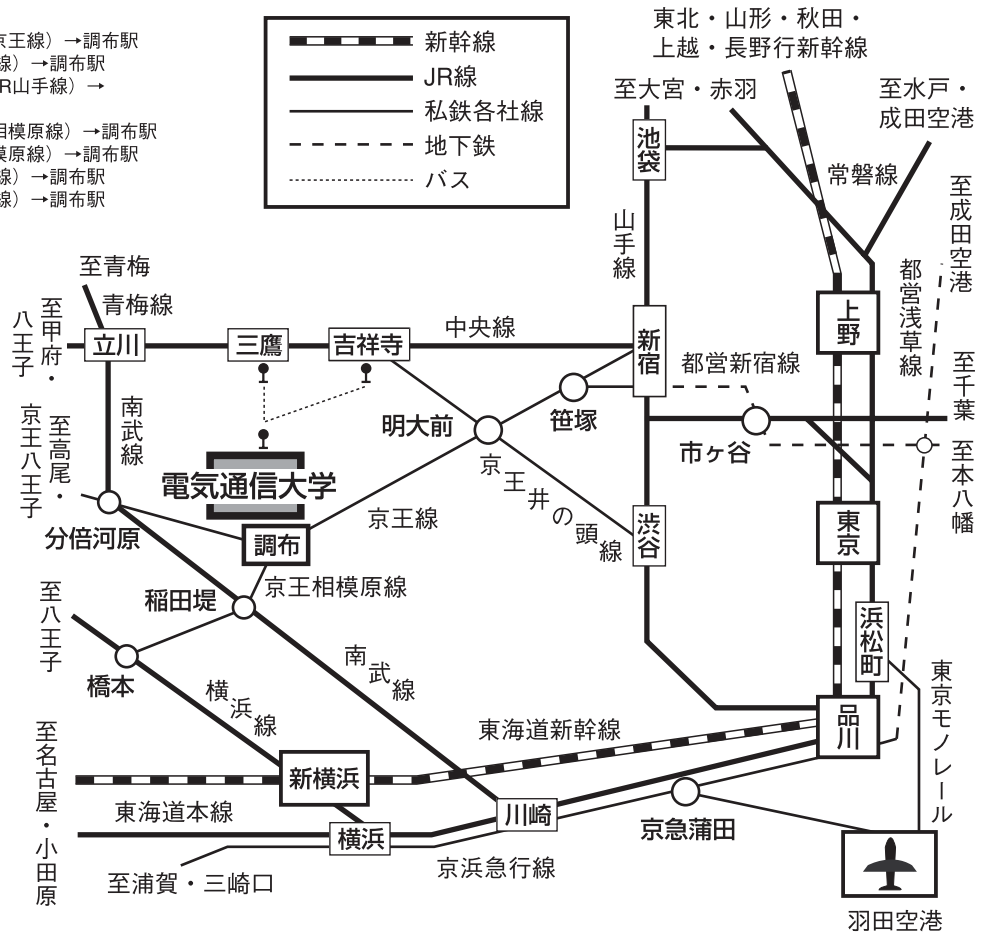 京王線）→調布駅
線）→調布駅
JR山手線）→
相模原線）→調布駅
模原線）→調布駅
線）→調布駅
線）→調布駅
新幹線
JR線
私鉄各社線
地下鉄
バス
東北・山形・秋田・
上越・長野行新幹線
至大宮・赤羽
至水戸・
成田空港
池袋
常磐線
至成田空港
山手線
都営浅草線
上野
至青梅
青梅線
至甲府・
八王子
立川
三鷹
吉祥寺
中央線
新宿
都営新宿線
至千葉
笹塚
明大前
市ヶ谷
至本八幡
南武線
至高尾・
京王八王子
電気通信大学
京王井の頭線
京王線
渋谷
東京
分倍河原
調布
京王相模原線
稲田堤
至八王子
橋本
南武線
横浜線
浜松町
東京モノレール
品川
東海道新幹線
至名古屋・小田原
新横浜
東海道本線
川崎
横浜
京急蒲田
京浜急行線
至浦賀・三崎口
羽田空港